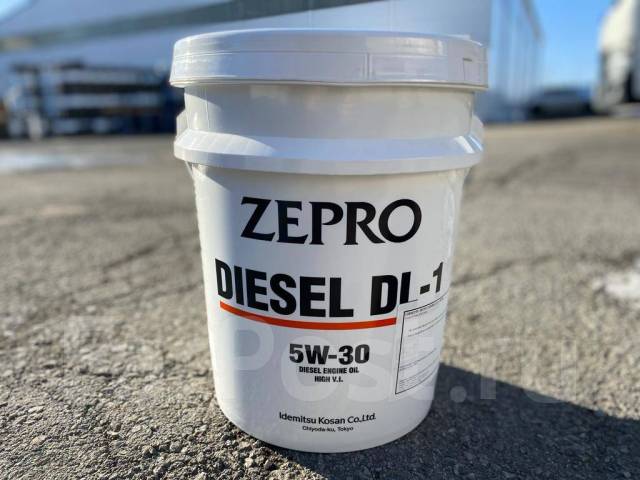 ZEPRO
DIESEL DL-1
5W-30
DIESEL ENGINE OIL
HIGH V.I.
Idemitsu Kosan Co.,Ltd.
Chiyoda-ku, Tokyo